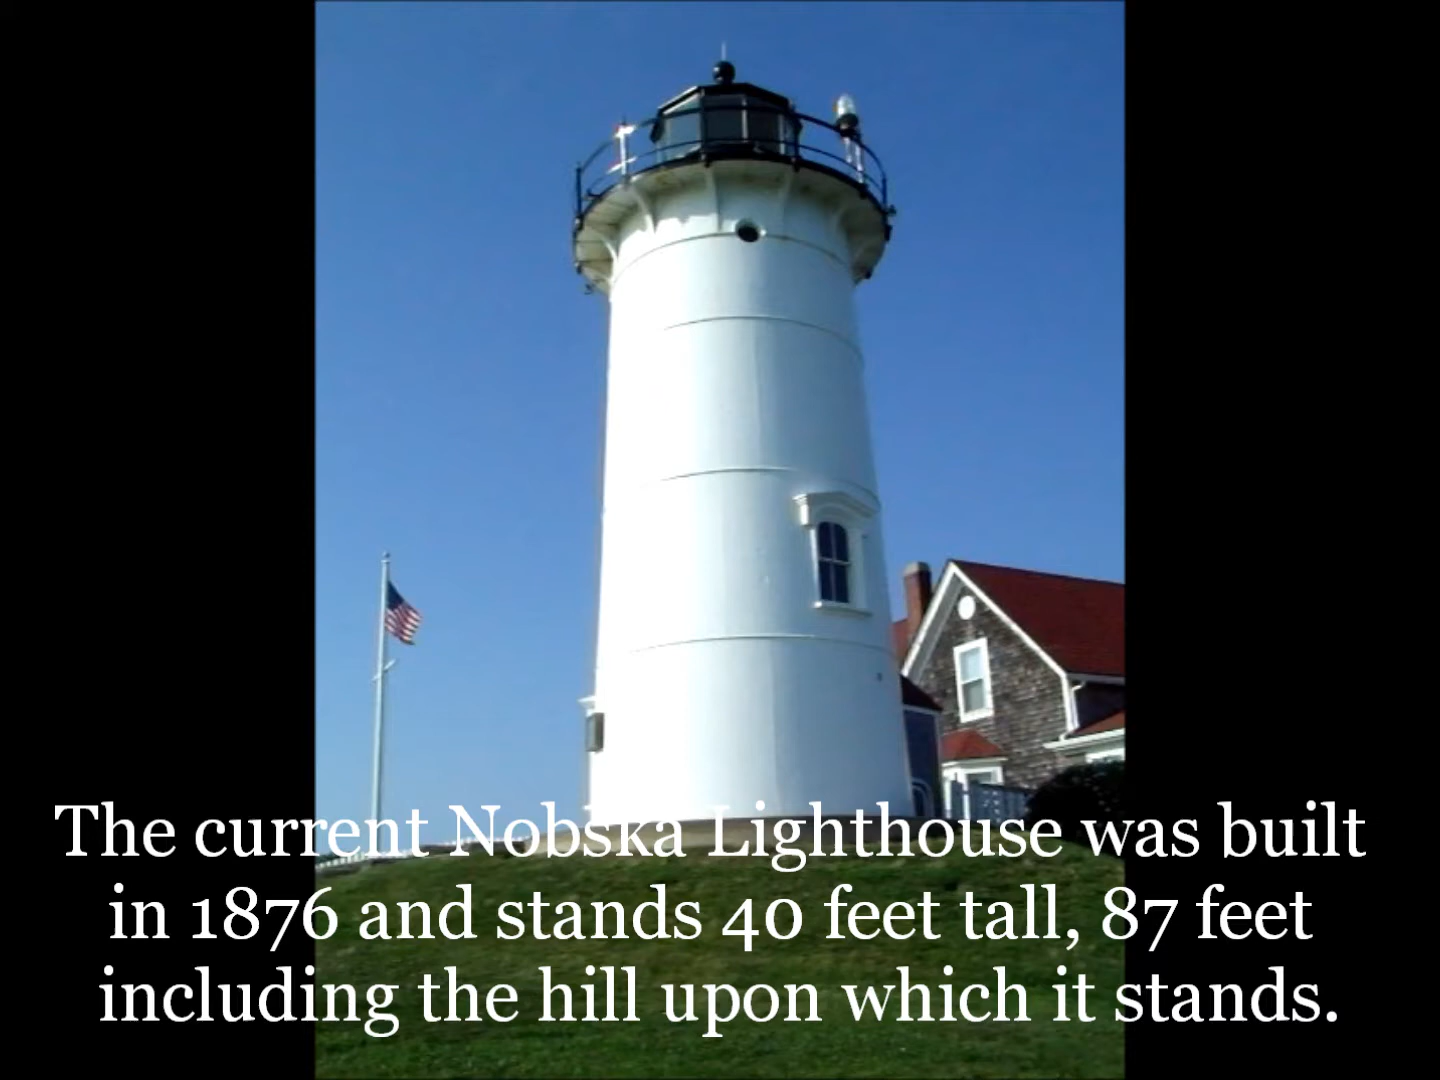 The current Nobska Lighthouse was built
in 1876 and stands 40 feet tall, 87 feet
including the hill upon which it stands.